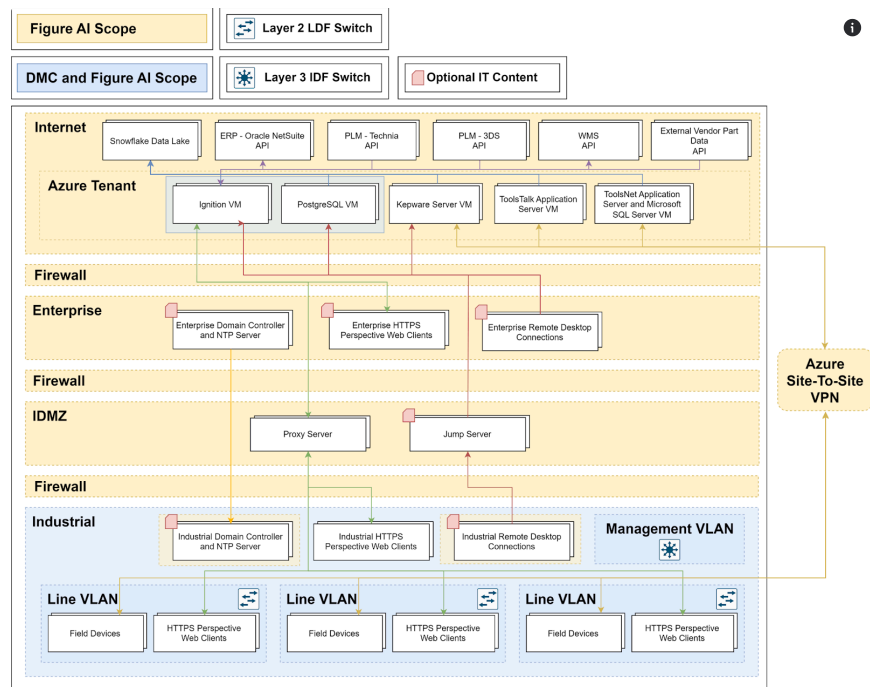 Figure AI Scope
Layer 2 LDF Switch
i
DMC and Figure AI Scope
Layer 3 IDF Switch
Optional IT Content
Internet
Snowflake Data Lake
ERP - Oracle NetSuite
API
PLM - Technia
API
PLM - 3DS
API
WMS
API
External Vendor Part
Data
API
Azure Tenant
Ignition VM
PostgreSQL VM
Kepware Server VM
ToolsTalk Application
Server VM
ToolsNet Application
Server and Microsoft
SQL Server VM
Firewall
Enterprise
Enterprise Domain Controller
and NTP Server
Enterprise HTTPS
Perspective Web Clients
Enterprise Remote Desktop
Connections
Azure
Site-To-Site
VPN
Firewall
IDMZ
Proxy Server
Jump Server
Firewall
Industrial
Industrial Domain Controller
and NTP Server
Industrial HTTPS
Perspective Web Clients
Industrial Remote Desktop
Connections
Management VLAN
Line VLAN
Field Devices
HTTPS Perspective
Web Clients
Line VLAN
Field Devices
HTTPS Perspective
Web Clients
Line VLAN
Field Devices
HTTPS Perspective
Web Clients